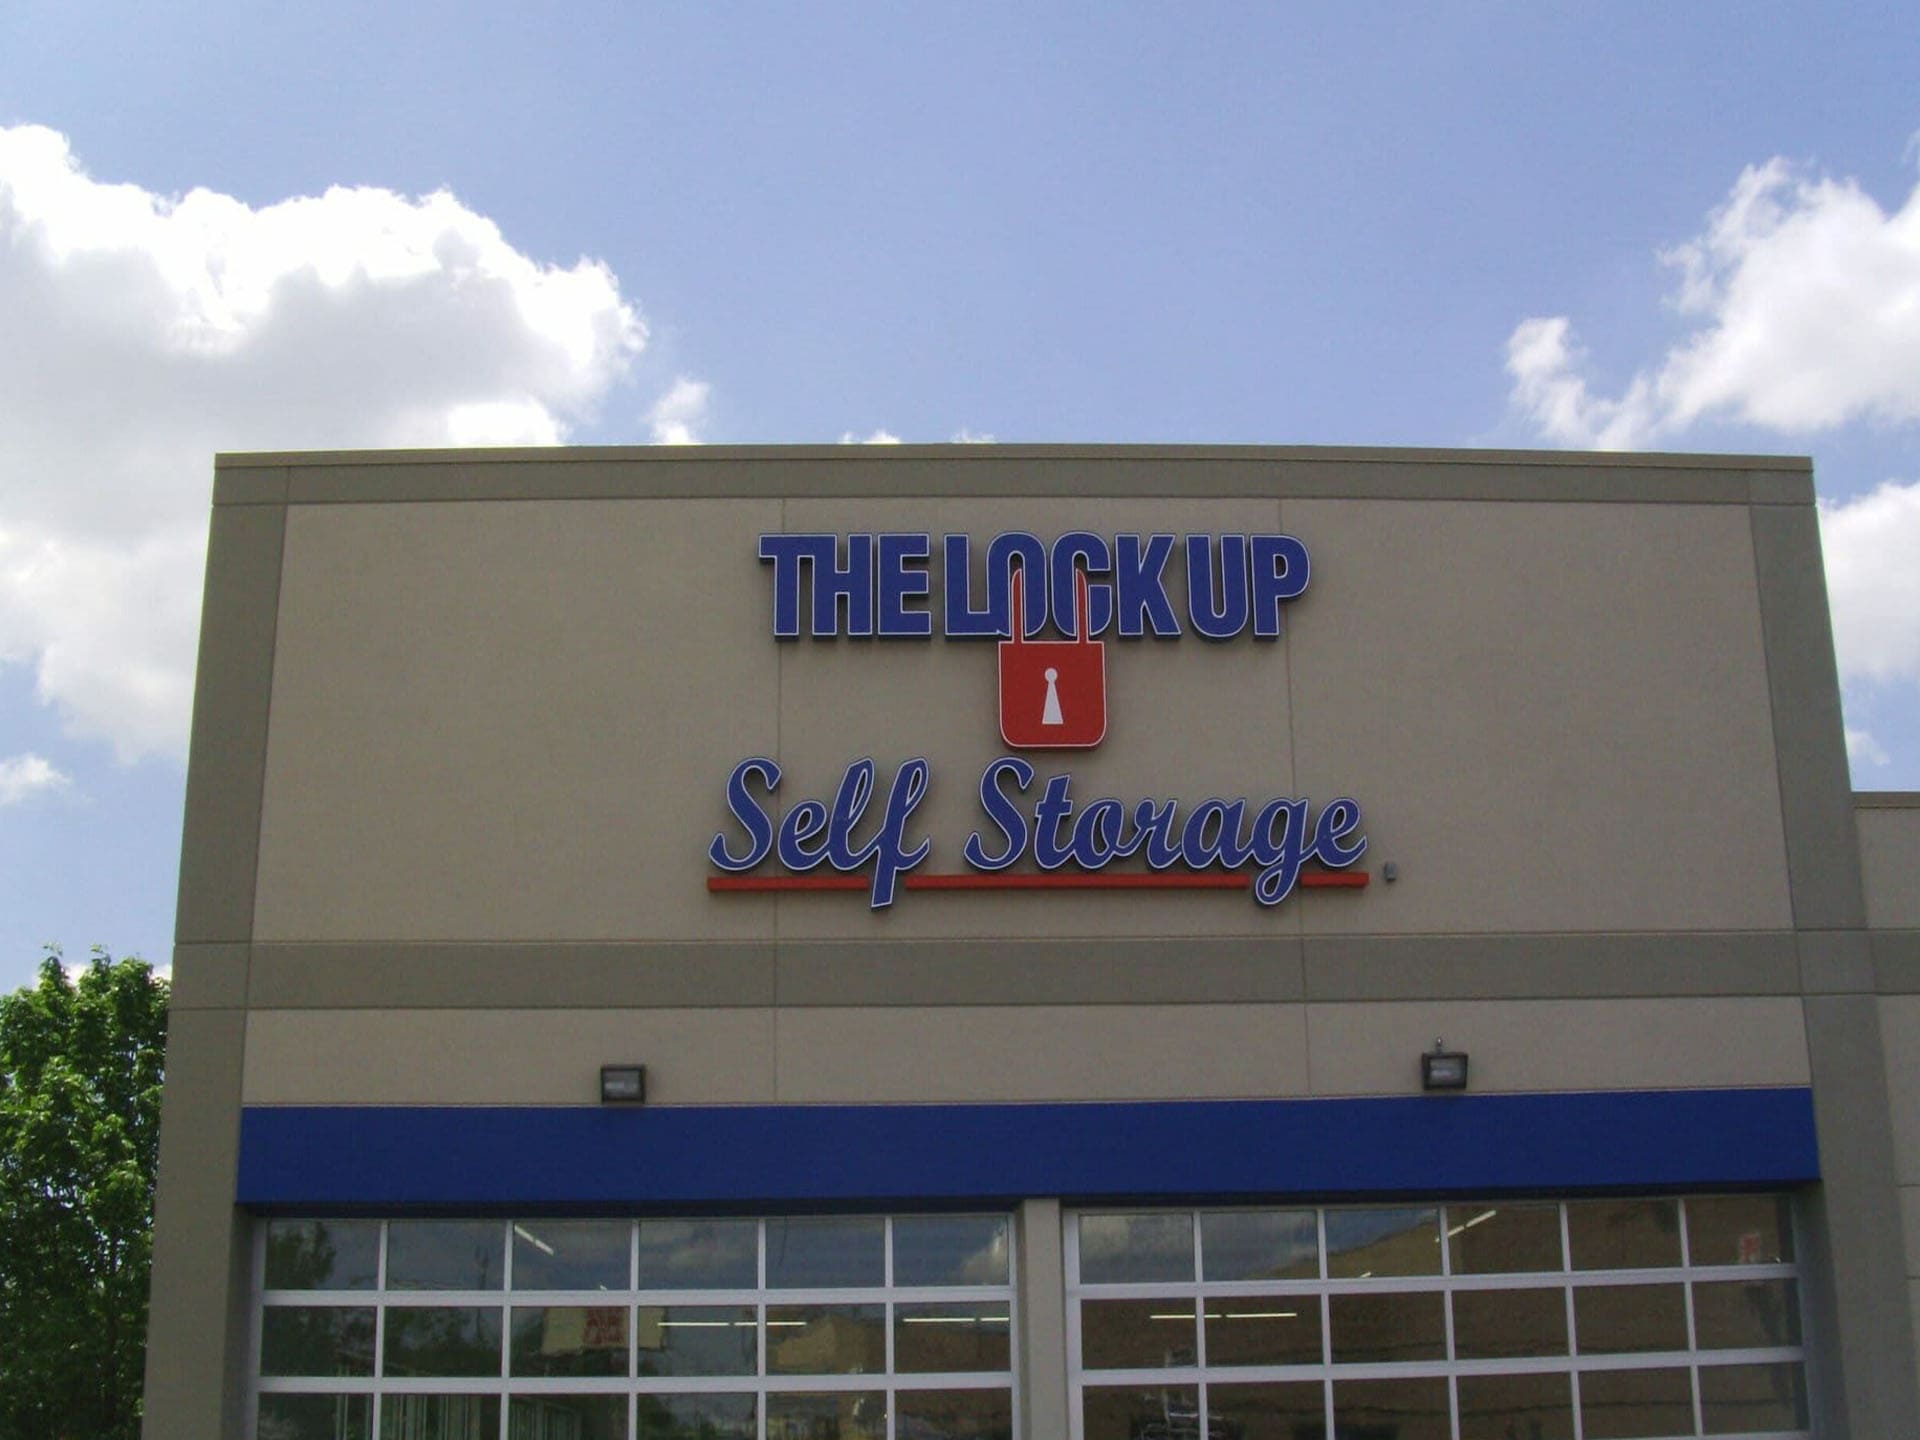 THE LOCK UP
Self Storage